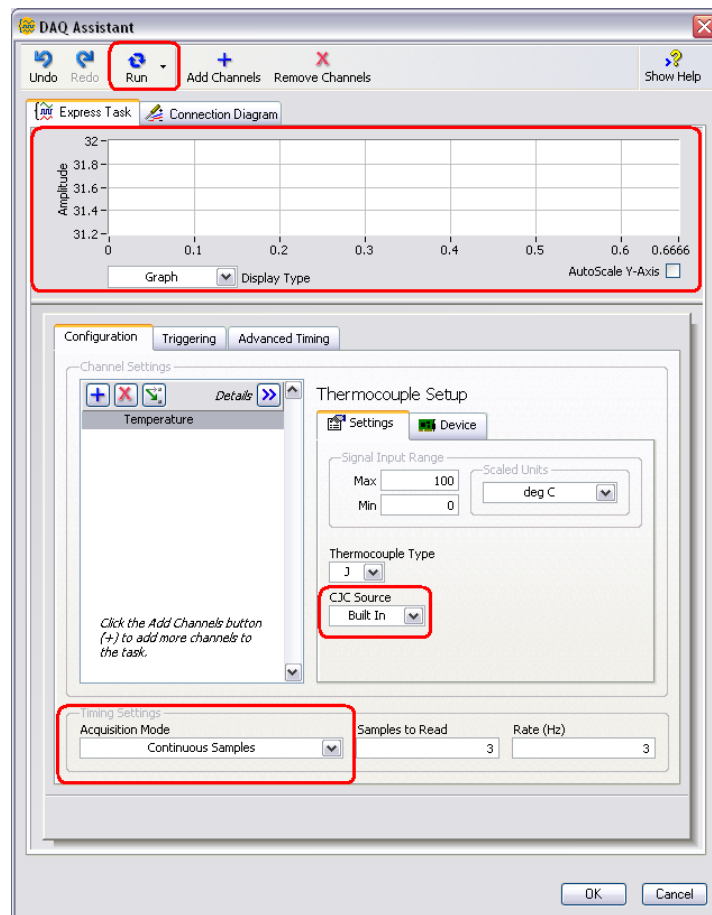 DAQ Assistant
Undo Redo Run Add Channels Remove Channels Show Help
Express Task Connection Diagram
Amplitude
32
31.8
31.6
31.4
31.2
0 0.1 0.2 0.3 0.4 0.5 0.6 0.6666
Graph Display Type AutoScale Y-Axis
Configuration Triggering Advanced Timing
Channel Settings
Details
Temperature
Click the Add Channels button
(+) to add more channels to
the task.
Thermocouple Setup
Settings Device
Signal Input Range
Max 100
Min 0
Scaled Units
deg C
Thermocouple Type
J
CJC Source
Built In
Timing Settings
Acquisition Mode Samples to Read Rate (Hz)
Continuous Samples 3 3
OK Cancel